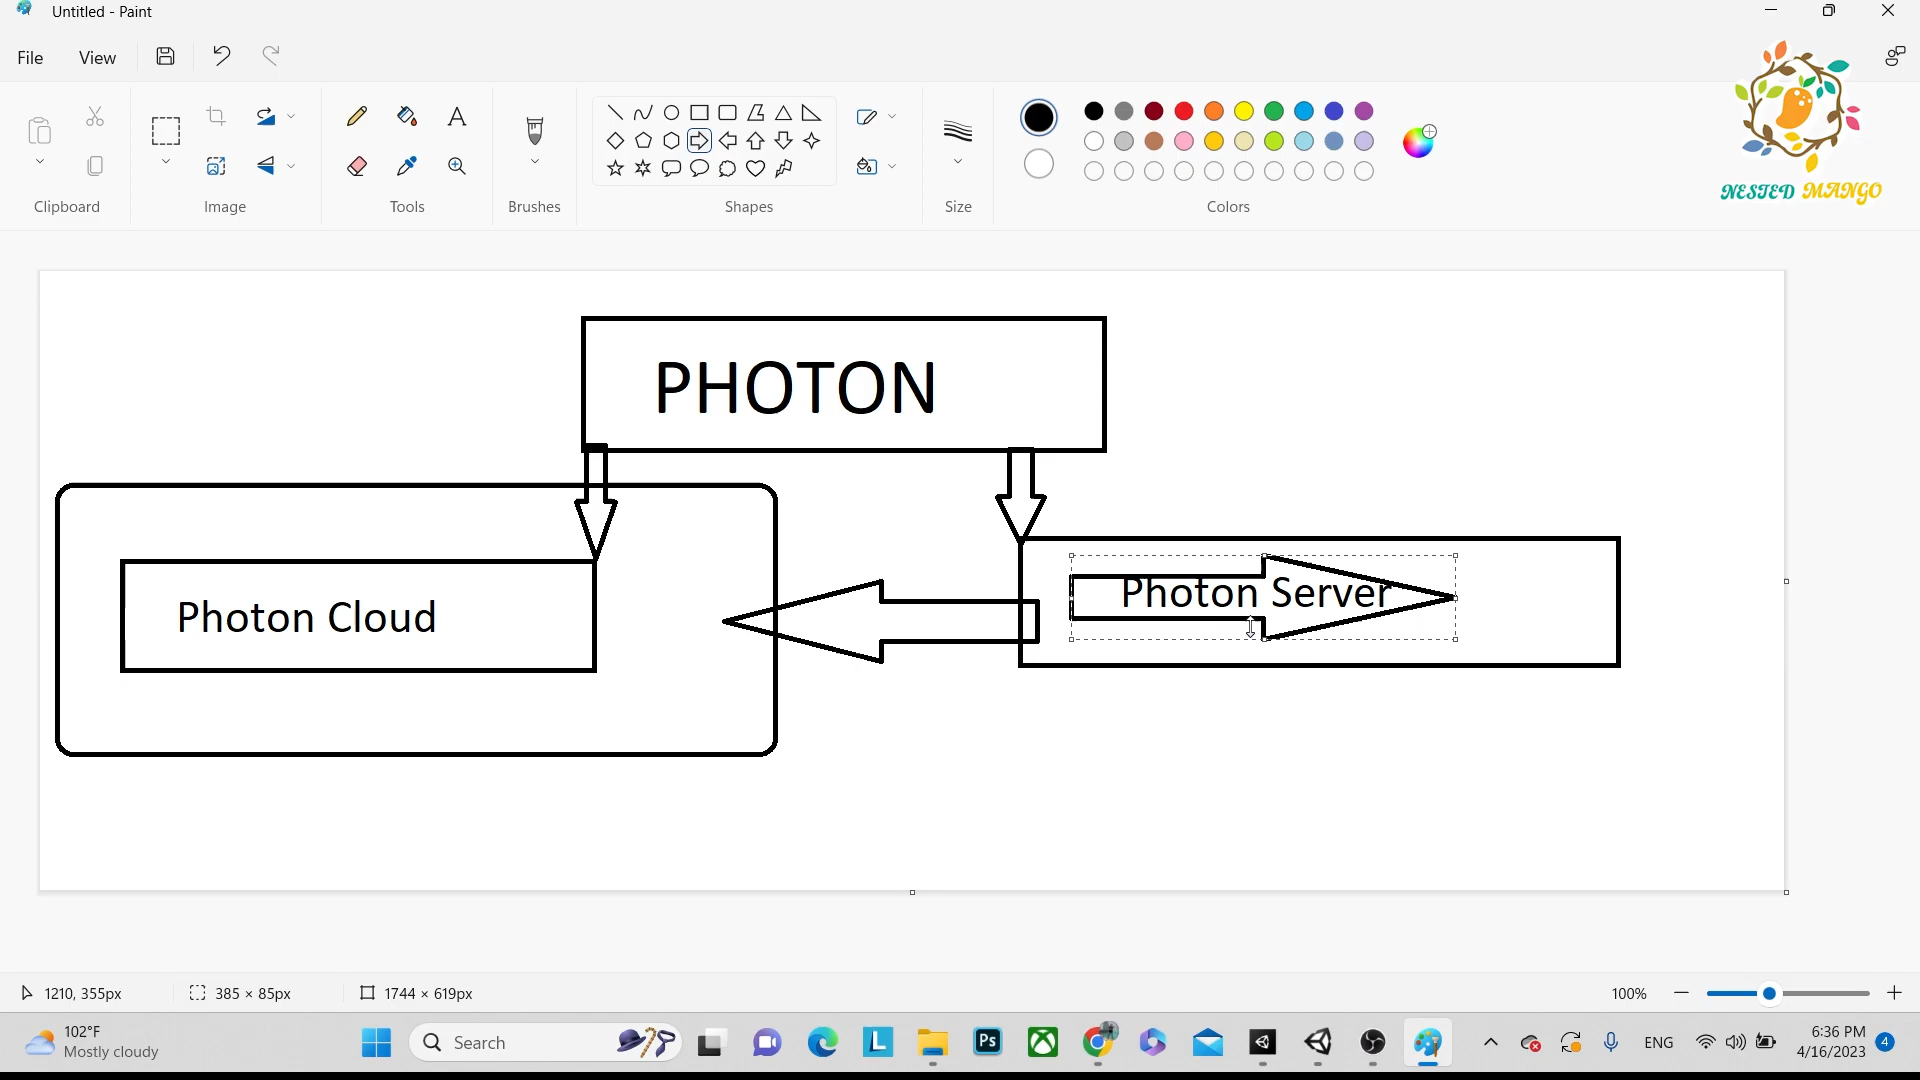 Untitled - Paint
File View
NESTED MANGO
Clipboard Image Tools Brushes Shapes Size Colors
PHOTON
Photon Server
Photon Cloud
1210, 355px 385 × 85px 1744 × 619px 100%
102°F
Mostly cloudy
Search
L
Ps
ENG
6:36 PM
4/16/2023
4